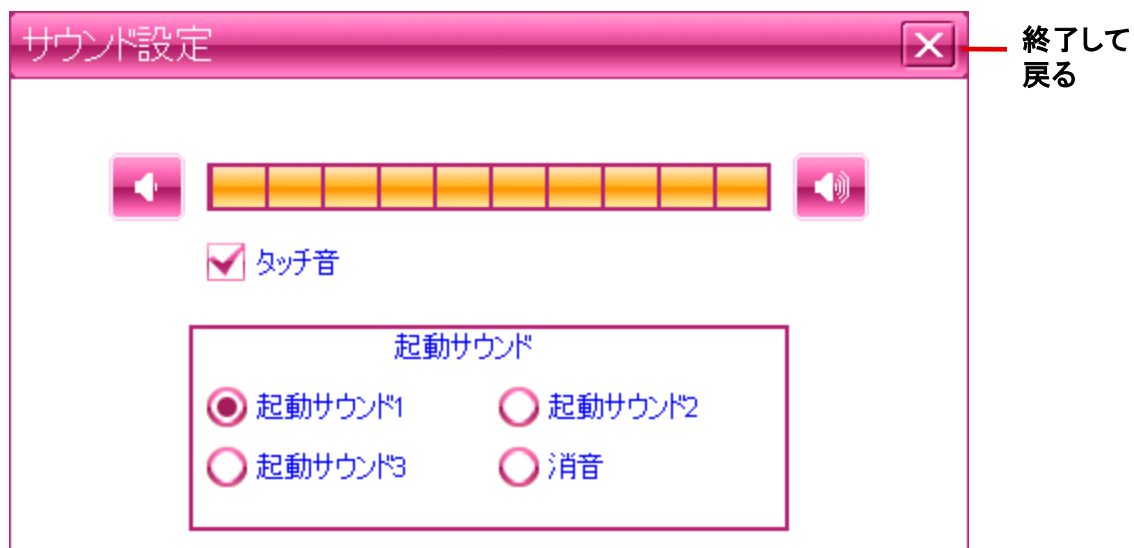 サウンド設定
終了して
戻る
タッチ音
起動サウンド
起動サウンド1
起動サウンド2
起動サウンド3
消音